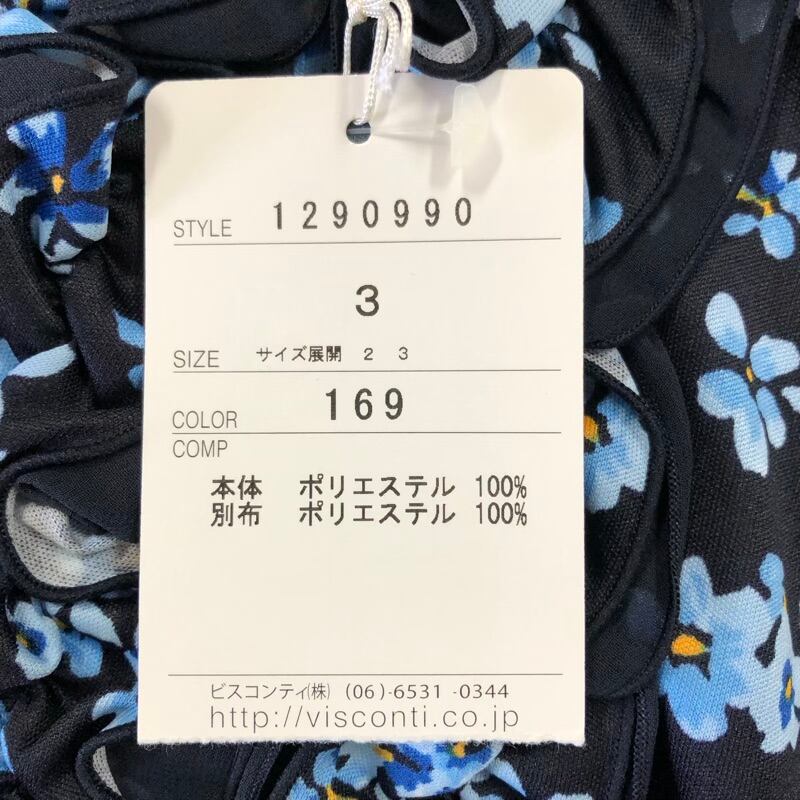 STYLE 1290990
3
SIZE サイズ展開 2 3
COLOR 169
COMP
本体 ポリエステル 100%
別布 ポリエステル 100%
ビスコンティ(株) (06)-6531-0344
http://visconti.co.jp